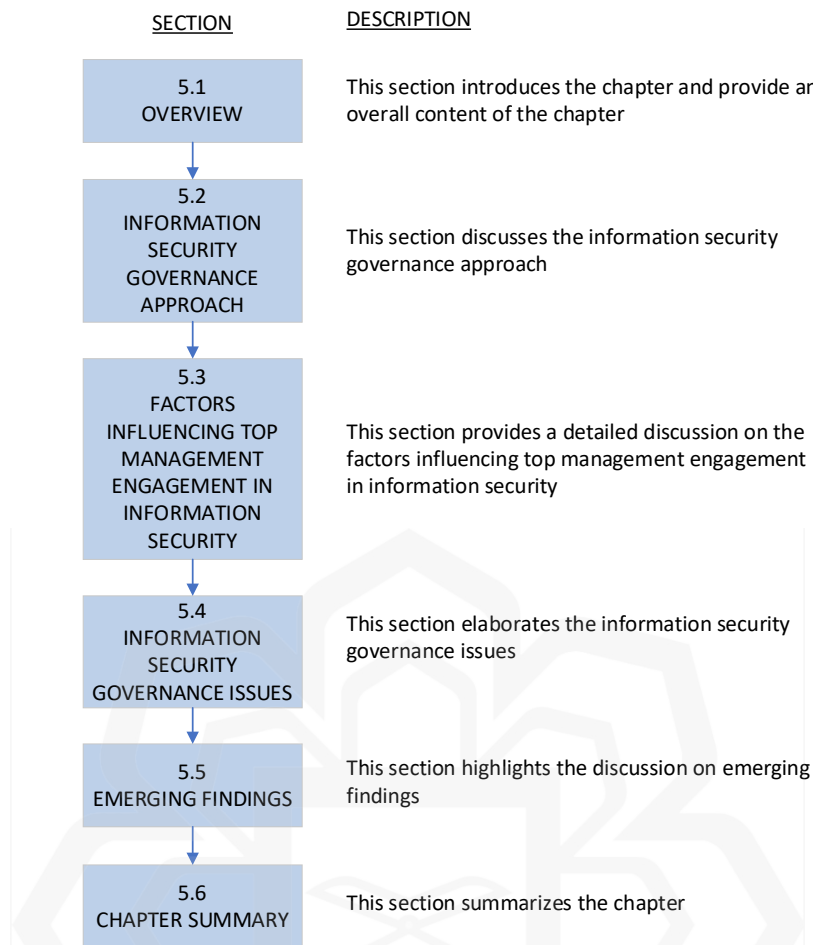 SECTION
DESCRIPTION
5.1
OVERVIEW
This section introduces the chapter and provide an
overall content of the chapter
5.2
INFORMATION
SECURITY
GOVERNANCE
APPROACH
This section discusses the information security
governance approach
5.3
FACTORS
INFLUENCING TOP
MANAGEMENT
ENGAGEMENT IN
INFORMATION
SECURITY
This section provides a detailed discussion on the
factors influencing top management engagement
in information security
5.4
INFORMATION
SECURITY
GOVERNANCE ISSUES
This section elaborates the information security
governance issues
5.5
EMERGING FINDINGS
This section highlights the discussion on emerging
findings
5.6
CHAPTER SUMMARY
This section summarizes the chapter